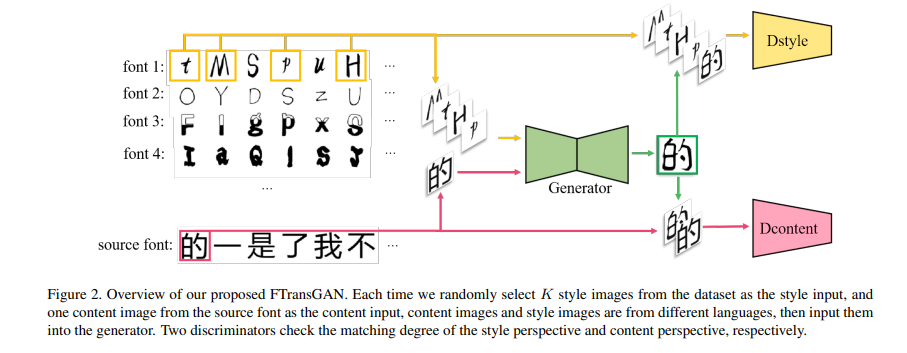 font 1: t M S p u H ...
font 2: O Y D S z U ...
font 3: F l g p x S ...
font 4: I a Q l S J ...
...
M t H p
的
Generator
的
M t H p 的
Dstyle
的 的
Dcontent
source font: 的一是了我不 ...
Figure 2. Overview of our proposed FTransGAN. Each time we randomly select K style images from the dataset as the style input, and
one content image from the source font as the content input, content images and style images are from different languages, then input them
into the generator. Two discriminators check the matching degree of the style perspective and content perspective, respectively.